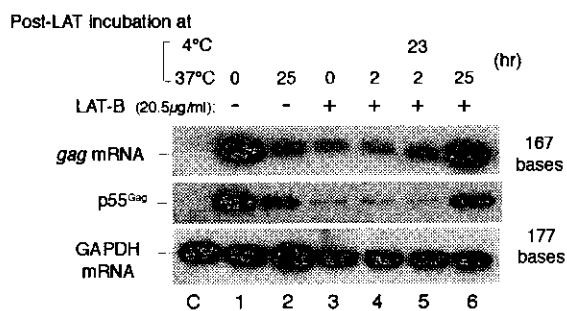 Post-LAT incubation at
4°C 23
37°C 0 25 0 2 2 25 (hr)
LAT-B (20.5µg/ml): - - + + + +
gag mRNA 167 bases
p55Gag
GAPDH mRNA 177 bases
C 1 2 3 4 5 6